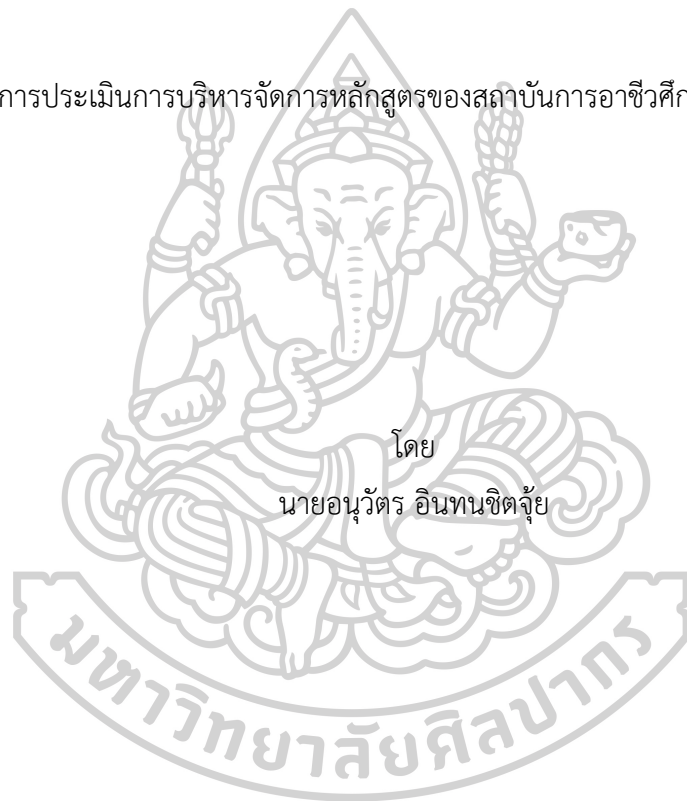 การประเมินการบริหารจัดการหลักสูตรของสถาบันการอาชีวศึก
โดย
นายอนุวัตร อินทนชิตจุ้ย
มหาวิทยาลัยศิลปากร